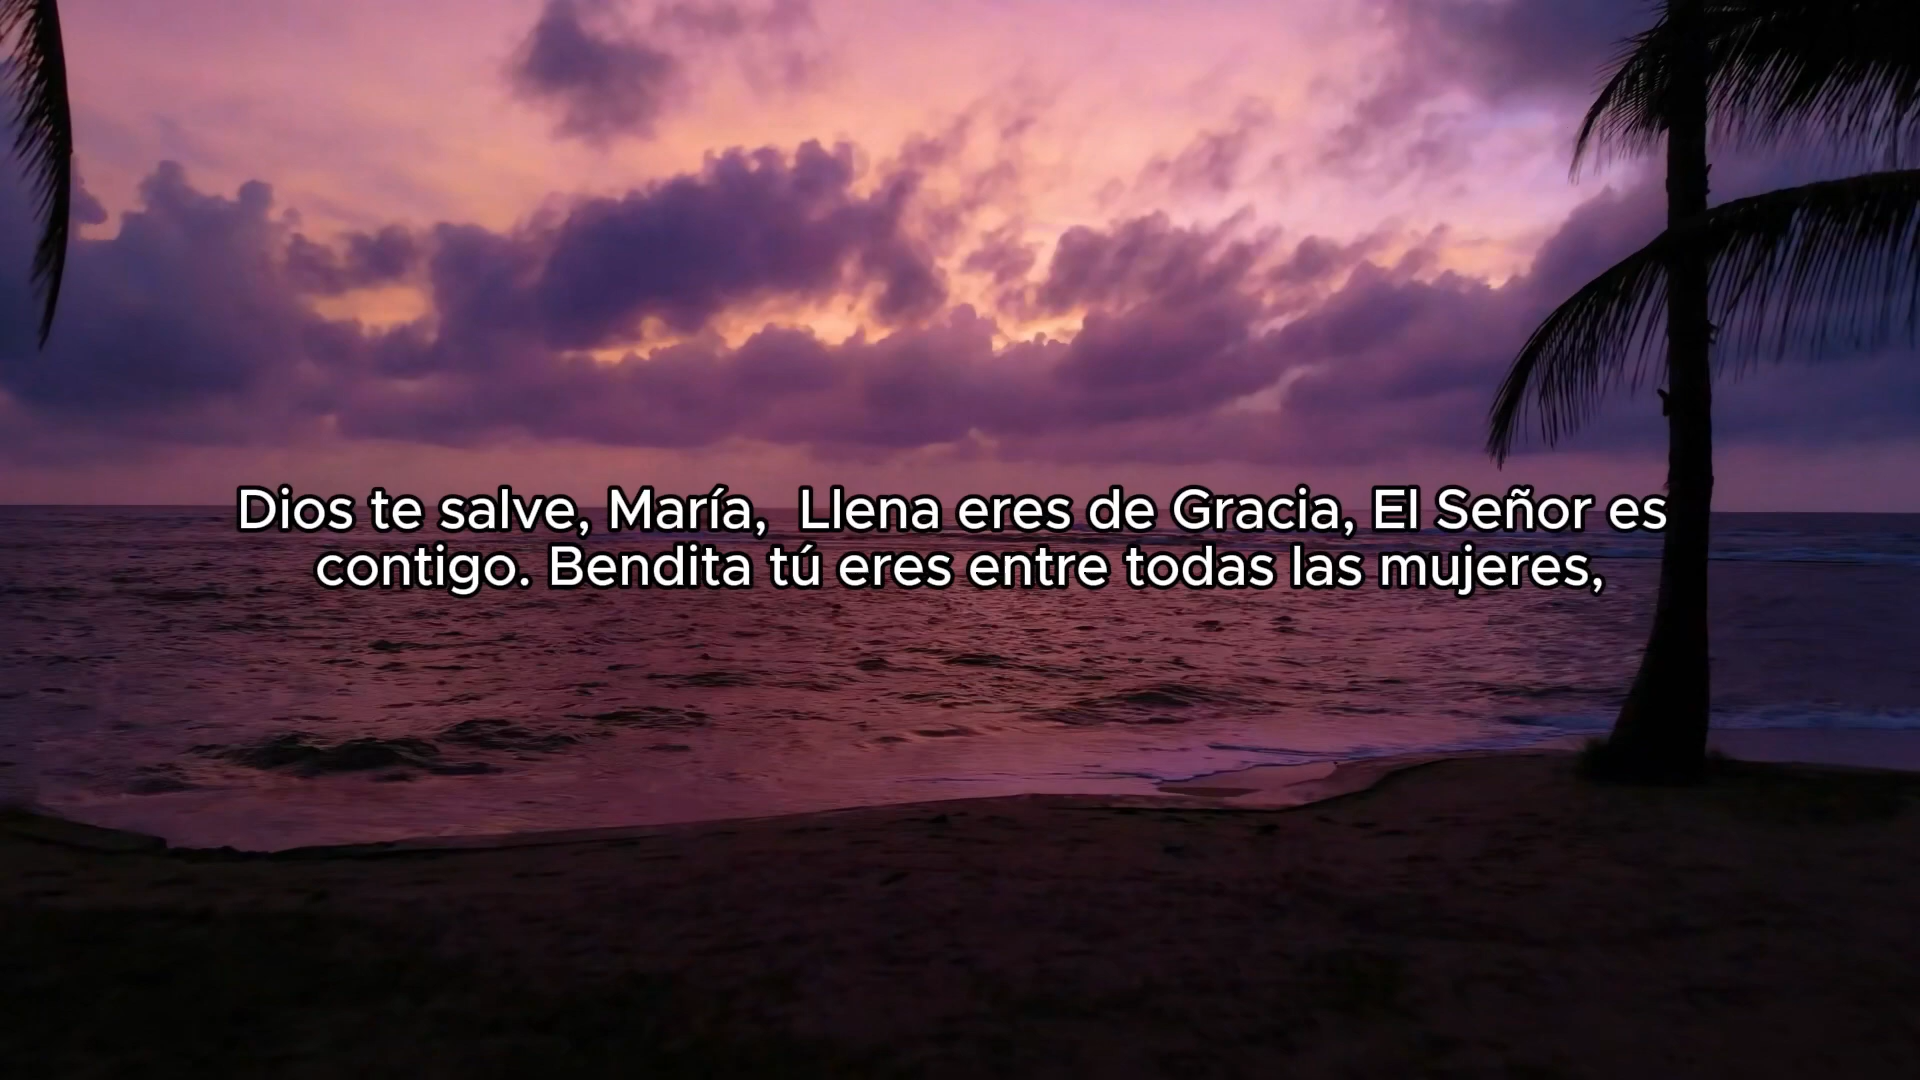 Dios te salve, María,  Llena eres de Gracia, El Señor es
contigo. Bendita tú eres entre todas las mujeres,